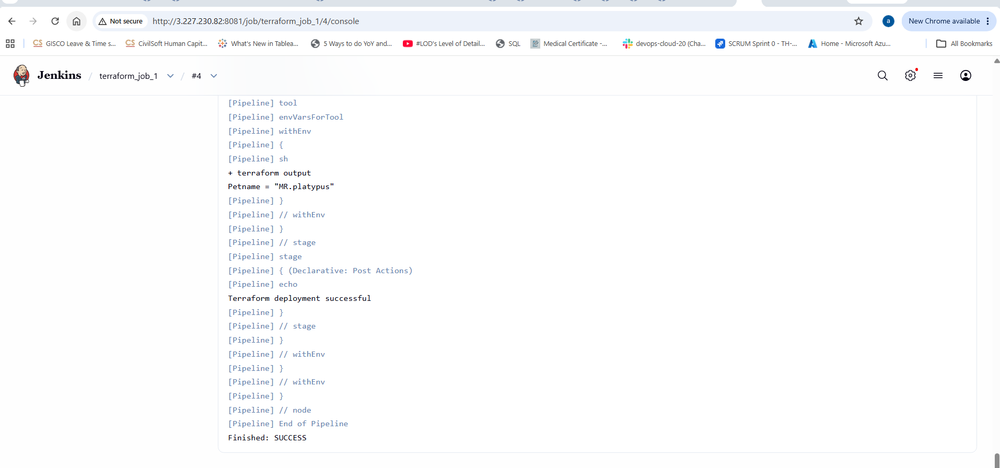 Not secure
http://3.227.230.82:8081/job/terraform_job_1/4/console
a
New Chrome available
CS GISCO Leave & Time s...
CS CivilSoft Human Capit...
What's New in Tablea...
5 Ways to do YoY and...
#LOD's Level of Detail...
SQL
Medical Certificate -...
devops-cloud-20 (Cha...
SCRUM Sprint 0 - TH-...
Home - Microsoft Azu...
All Bookmarks
Jenkins / terraform_job_1 / #4
[Pipeline] tool
[Pipeline] envVarsForTool
[Pipeline] withEnv
[Pipeline] {
[Pipeline] sh
+ terraform output
Petname = "MR.platypus"
[Pipeline] }
[Pipeline] // withEnv
[Pipeline] }
[Pipeline] // stage
[Pipeline] stage
[Pipeline] { (Declarative: Post Actions)
[Pipeline] echo
Terraform deployment successful
[Pipeline] }
[Pipeline] // stage
[Pipeline] }
[Pipeline] // withEnv
[Pipeline] }
[Pipeline] // withEnv
[Pipeline] }
[Pipeline] // node
[Pipeline] End of Pipeline
Finished: SUCCESS